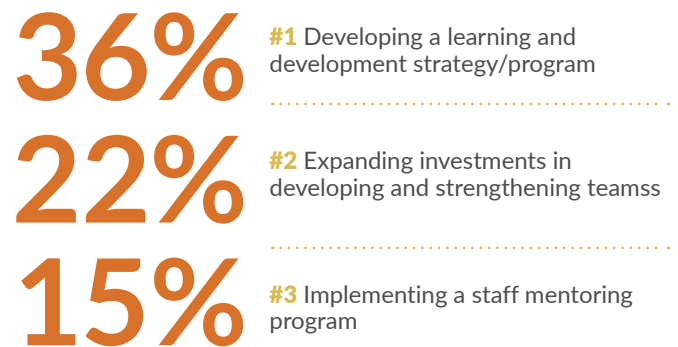 36%
#1 Developing a learning and
development strategy/program
22%
#2 Expanding investments in
developing and strengthening teamss
15%
#3 Implementing a staff mentoring
program